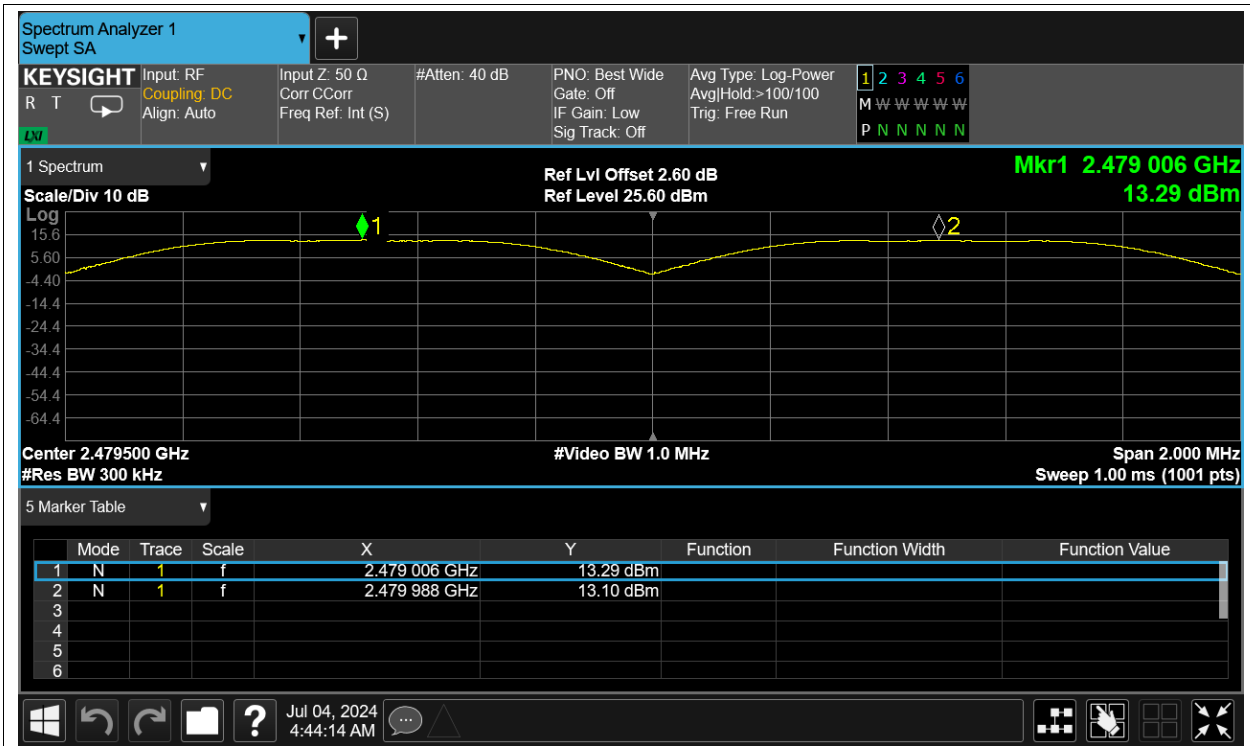 Spectrum Analyzer 1
Swept SA
KEYSIGHT Input: RF Input Z: 50 Ω #Atten: 40 dB PNO: Best Wide Avg Type: Log-Power 1 2 3 4 5 6
R T Coupling: DC Corr CCorr Gate: Off Avg|Hold:>100/100 M W W W W W
Align: Auto Freq Ref: Int (S) IF Gain: Low Trig: Free Run
LXI Sig Track: Off P N N N N N
1 Spectrum Ref Lvl Offset 2.60 dB Mkr1 2.479 006 GHz
Scale/Div 10 dB Ref Level 25.60 dBm 13.29 dBm
Log
1 2
15.6
5.60
-4.40
-14.4
-24.4
-34.4
-44.4
-54.4
-64.4
Center 2.479500 GHz #Video BW 1.0 MHz Span 2.000 MHz
#Res BW 300 kHz Sweep 1.00 ms (1001 pts)
5 Marker Table
Mode Trace Scale X Y Function Function Width Function Value
1 N 1 f 2.479 006 GHz 13.29 dBm
2 N 1 f 2.479 988 GHz 13.10 dBm
3
4
5
6
? Jul 04, 2024
4:44:14 AM